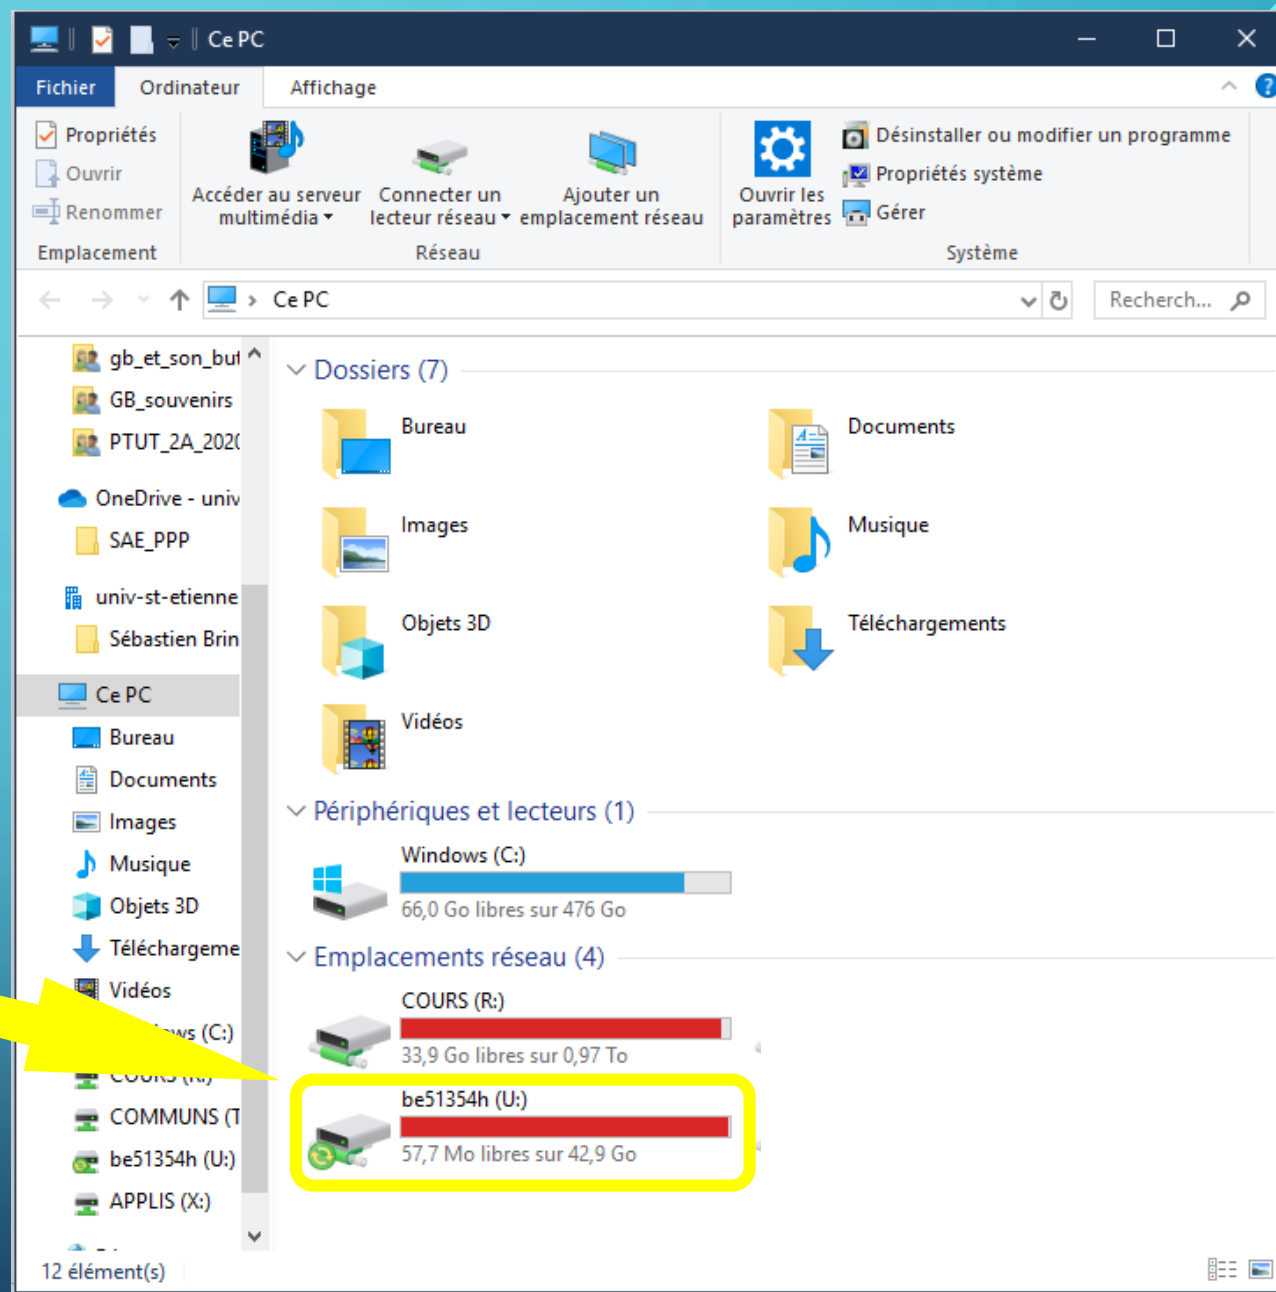 Ce PC
Fichier
Ordinateur
Affichage
Propriétés
Ouvrir
Renommer
Emplacement
Accéder au serveur
multimédia
Connecter un
lecteur réseau
Ajouter un
emplacement réseau
Réseau
Ouvrir les
paramètres
Désinstaller ou modifier un programme
Propriétés système
Gérer
Système
Ce PC
Recherch...
gb_et_son_but
GB_souvenirs
PTUT_2A_202
OneDrive - univ
SAE_PPP
univ-st-etienne
Sébastien Brin
Ce PC
Bureau
Documents
Images
Musique
Objets 3D
Téléchargeme
Vidéos
ws (C:)
COURS (R:)
COMMUNS (T
be51354h (U:)
APPLIS (X:)
Dossiers (7)
Bureau
Documents
Images
Musique
Objets 3D
Téléchargements
Vidéos
Périphériques et lecteurs (1)
Windows (C:)
66,0 Go libres sur 476 Go
Emplacements réseau (4)
COURS (R:)
33,9 Go libres sur 0,97 To
be51354h (U:)
57,7 Mo libres sur 42,9 Go
12 élément(s)